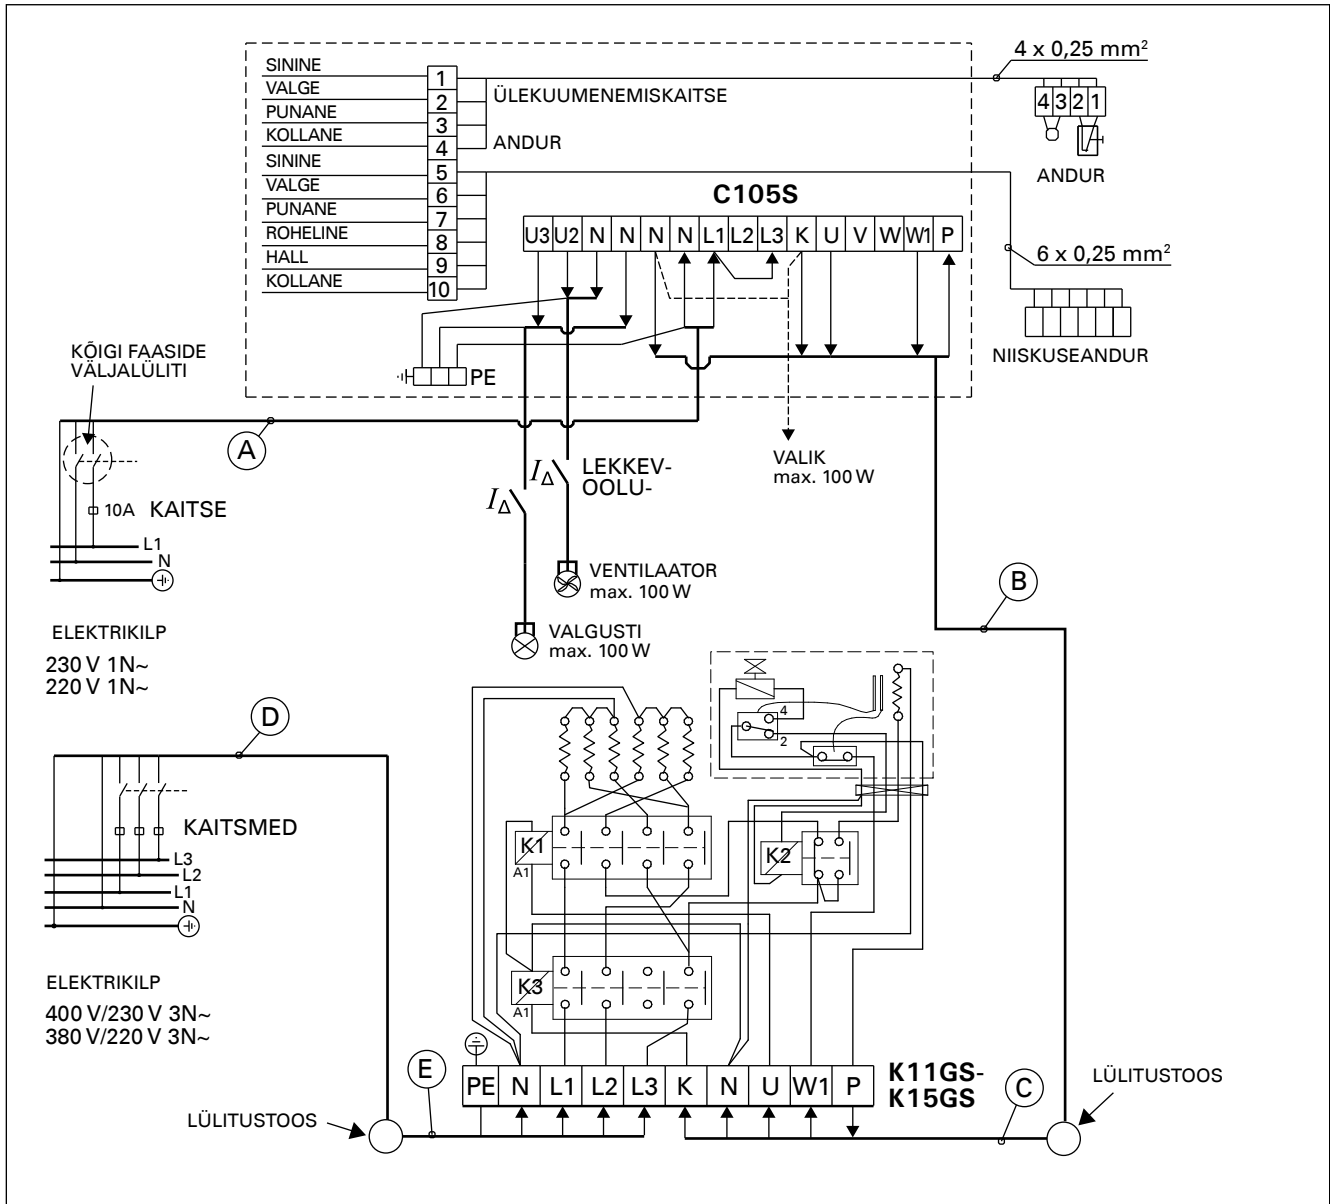 4 x 0,25 mm²
SININE
VALGE
PUNANE
KOLLANE
SININE
VALGE
PUNANE
ROHELINE
HALL
KOLLANE
1
2
3
4
5
6
7
8
9
10
ÜLEKUUMENEMISKAITSE
ANDUR
4 3 2 1
ANDUR
C105S
U3 U2 N N N N L1 L2 L3 K U V W W1 P
6 x 0,25 mm²
NIISKUSEANDUR
KÕIGI FAASIDE
VÄLJALÜLITI
PE
A
VALIK
max. 100 W
I∆
I∆
LEKKEV-
OOLU-
10A KAITSE
L1
N
VENTILAATOR
max. 100 W
VALGUSTI
max. 100 W
B
ELEKTRIKILP
230 V 1N~
220 V 1N~
D
4
2
KAITSMED
L3
L2
L1
N
K1
A1
K2
K3
A1
ELEKTRIKILP
400 V/230 V 3N~
380 V/220 V 3N~
E
PE N L1 L2 L3 K N U W1 P
K11GS-
K15GS
C
LÜLITUSTOOS
LÜLITUSTOOS